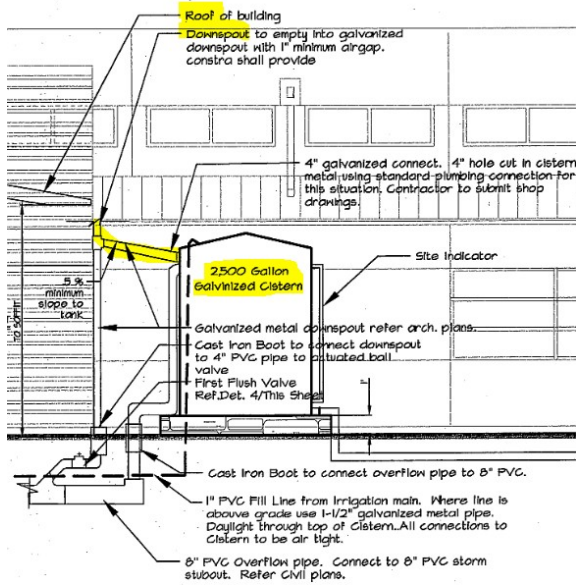 Roof of building
Downspout to empty into galvanized
downspout with 1" minimum airgap.
constra shall provide
4" galvanized connect. 4" hole cut in cistern
metal using standard plumbing connection for
this situation. Contractor to submit shop
drawings.
2,500 Gallon
Galvinized Cistern
Site Indicator
5 %
minimum
slope to
tank
TO SOFFIT
Galvanized metal downspout refer arch. plans.
Cast Iron Boot to connect downspout
to 4" PVC pipe to actuated ball
valve
First Flush Valve
Ref.Det. 4/This Sheet
Cast Iron Boot to connect overflow pipe to 8" PVC.
1" PVC Fill Line from Irrigation main. Where line is
abouve grade use 1-1/2" galvanized metal pipe.
Daylight through top of Cistern..All connections to
Cistern to be air tight.
8" PVC Overflow pipe. Connect to 8" PVC storm
stubout. Refer Civil plans.